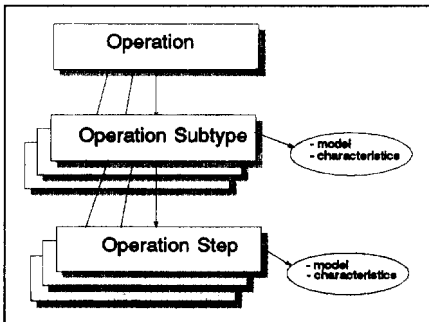 Operation
Operation Subtype
- model
- characteristics
Operation Step
- model
- characteristics